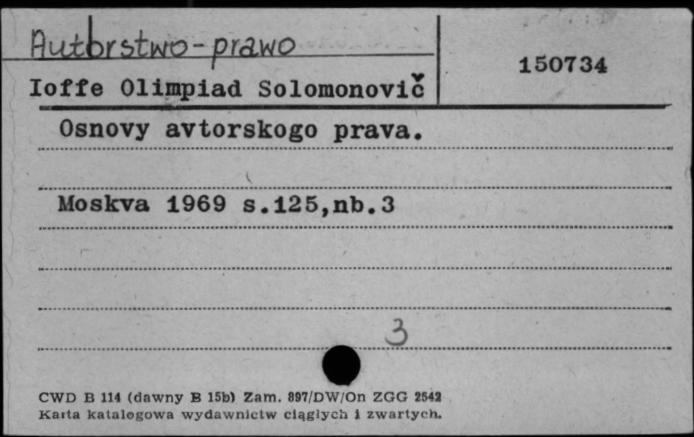 Autorstwo-prawo
150734
Ioffe Olimpiad Solomonovič
Osnovy avtorskogo prava.
Moskva 1969 s.125,nb.3
3
CWD B 114 (dawny B 15b) Zam. 897/DW/On ZGG 2542
Karta katalogowa wydawnictw ciągłych i zwartych.